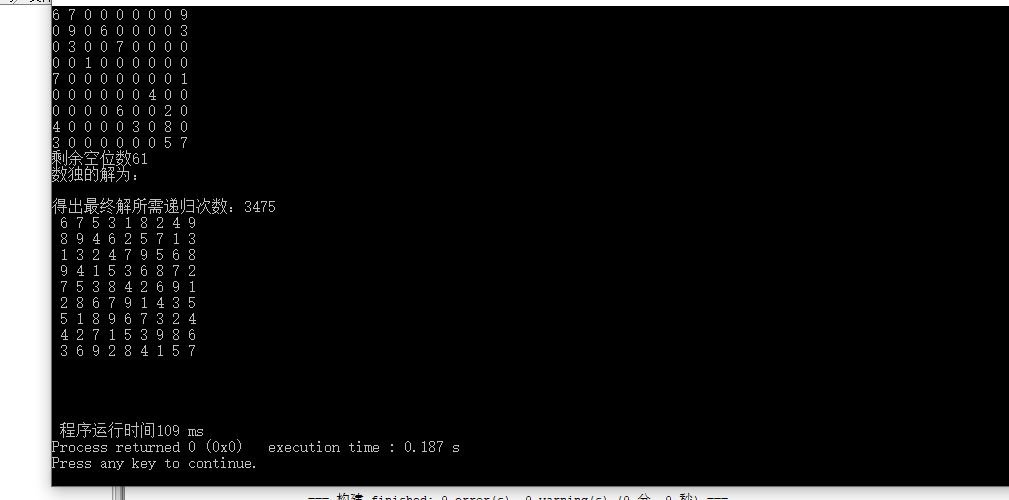 6 7 0 0 0 0 0 0 9
0 9 0 6 0 0 0 0 3
0 3 0 0 7 0 0 0 0
0 0 1 0 0 0 0 0 0
7 0 0 0 0 0 0 0 1
0 0 0 0 0 0 4 0 0
0 0 0 0 6 0 0 2 0
4 0 0 0 0 3 0 8 0
3 0 0 0 0 0 0 5 7
剩余空位数61
数独的解为：
得出最终解所需递归次数：3475
6 7 5 3 1 8 2 4 9
8 9 4 6 2 5 7 1 3
1 3 2 4 7 9 5 6 8
9 4 1 5 3 6 8 7 2
7 5 3 8 4 2 6 9 1
2 8 6 7 9 1 4 3 5
5 1 8 9 6 7 3 2 4
4 2 7 1 5 3 9 8 6
3 6 9 2 8 4 1 5 7
程序运行时间109 ms
Process returned 0 (0x0)   execution time : 0.187 s
Press any key to continue.
=== 构建 finished: 0 error(s), 0 warning(s) (0 分, 0 秒) ===